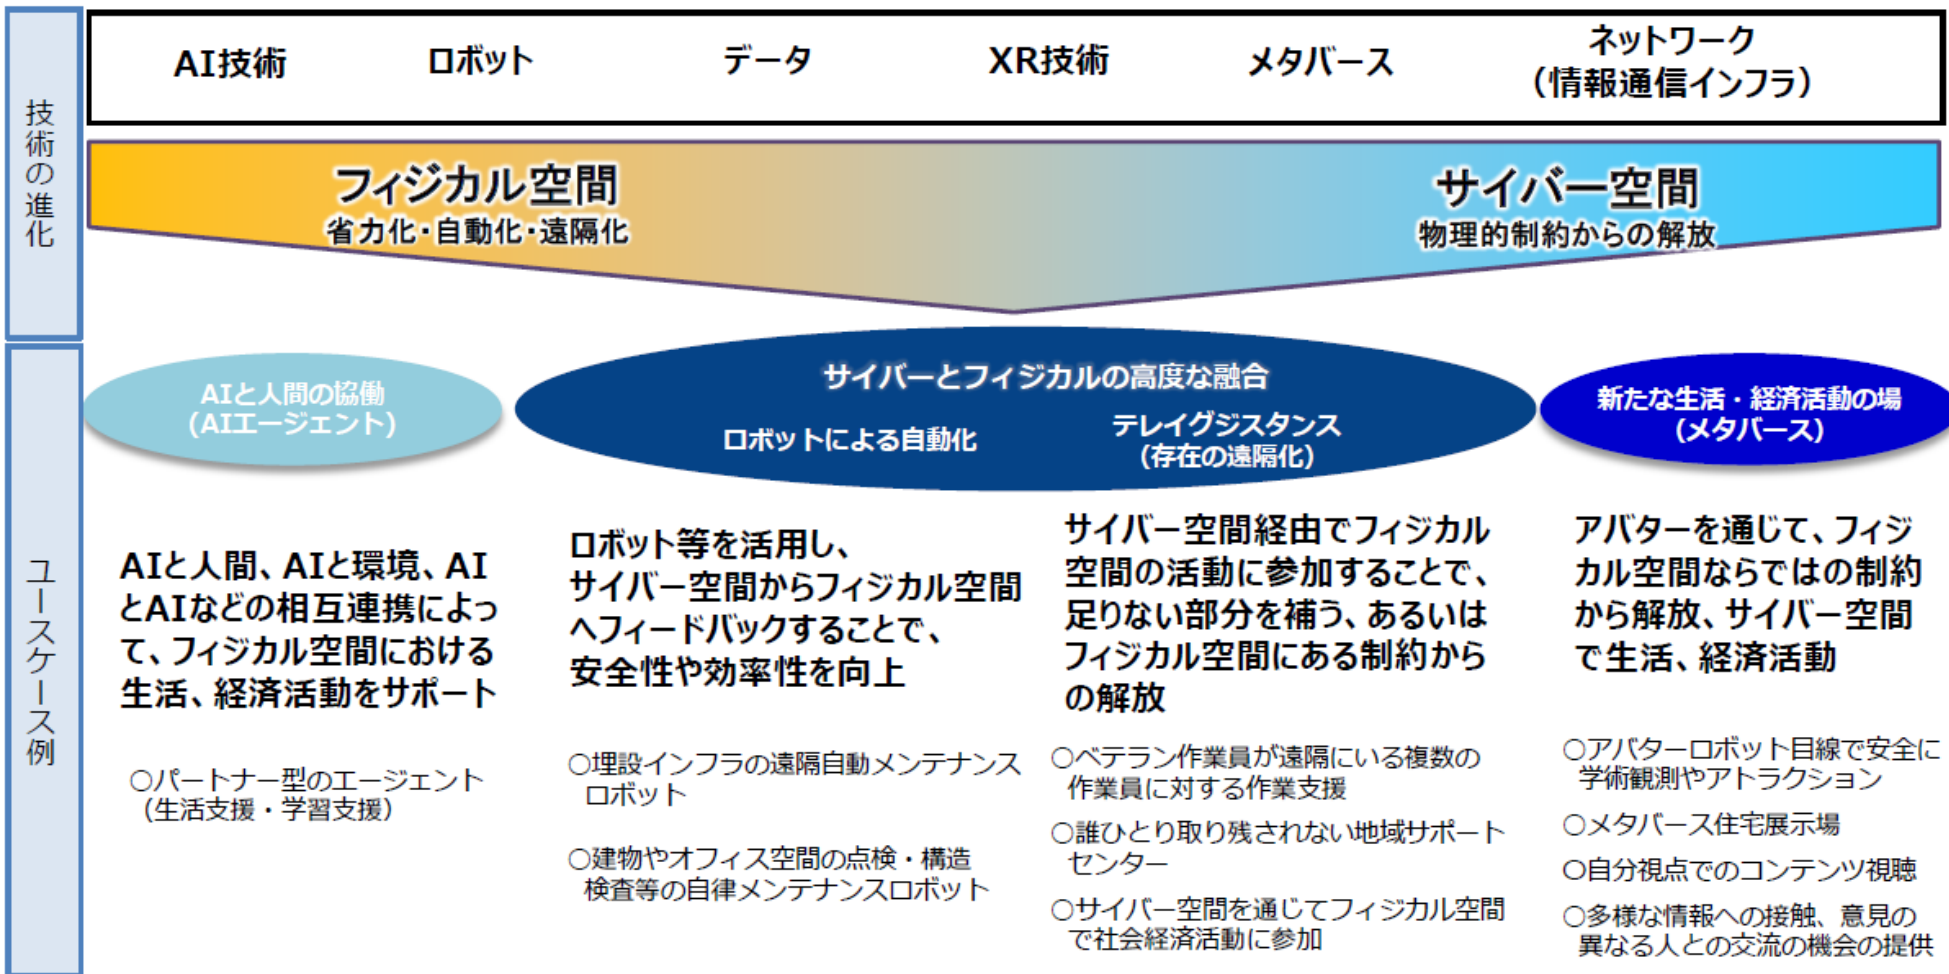 技術の進化
AI技術
ロボット
データ
XR技術
メタバース
ネットワーク
（情報通信インフラ）
フィジカル空間
省力化・自動化・遠隔化
サイバー空間
物理的制約からの解放
ユースケース例
AIと人間の協働
(AIエージェント)
サイバーとフィジカルの高度な融合
ロボットによる自動化
テレイグジスタンス
(存在の遠隔化)
新たな生活・経済活動の場
(メタバース)
AIと人間、AIと環境、AI
とAIなどの相互連携によっ
て、フィジカル空間における
生活、経済活動をサポート
○パートナー型のエージェント
（生活支援・学習支援）
ロボット等を活用し、
サイバー空間からフィジカル空間
へフィードバックすることで、
安全性や効率性を向上
○埋設インフラの遠隔自動メンテナンス
ロボット
○建物やオフィス空間の点検・構造
検査等の自律メンテナンスロボット
サイバー空間経由でフィジカル
空間の活動に参加することで、
足りない部分を補う、あるいは
フィジカル空間にある制約から
の解放
○ベテラン作業員が遠隔にいる複数の
作業員に対する作業支援
○誰ひとり取り残されない地域サポート
センター
○サイバー空間を通じてフィジカル空間
で社会経済活動に参加
アバターを通じて、フィジ
カル空間ならではの制約
から解放、サイバー空間
で生活、経済活動
○アバターロボット目線で安全に
学術観測やアトラクション
○メタバース住宅展示場
○自分視点でのコンテンツ視聴
○多様な情報への接触、意見の
異なる人との交流の機会の提供